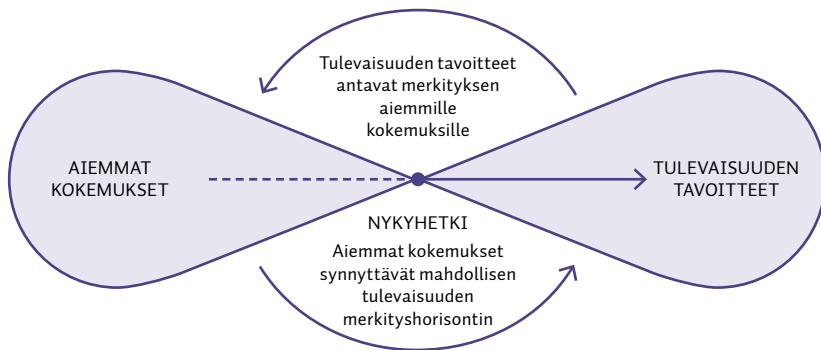 Tulevaisuuden tavoitteet
antavat merkityksen
aiemmille
kokemuksille
AIEMMAT
KOKEMUKSET
TULEVAISUUDEN
TAVOITTEET
NYKYHETKI
Aiemmat kokemukset
synnyttävät mahdollisen
tulevaisuuden
merkityshorisontin